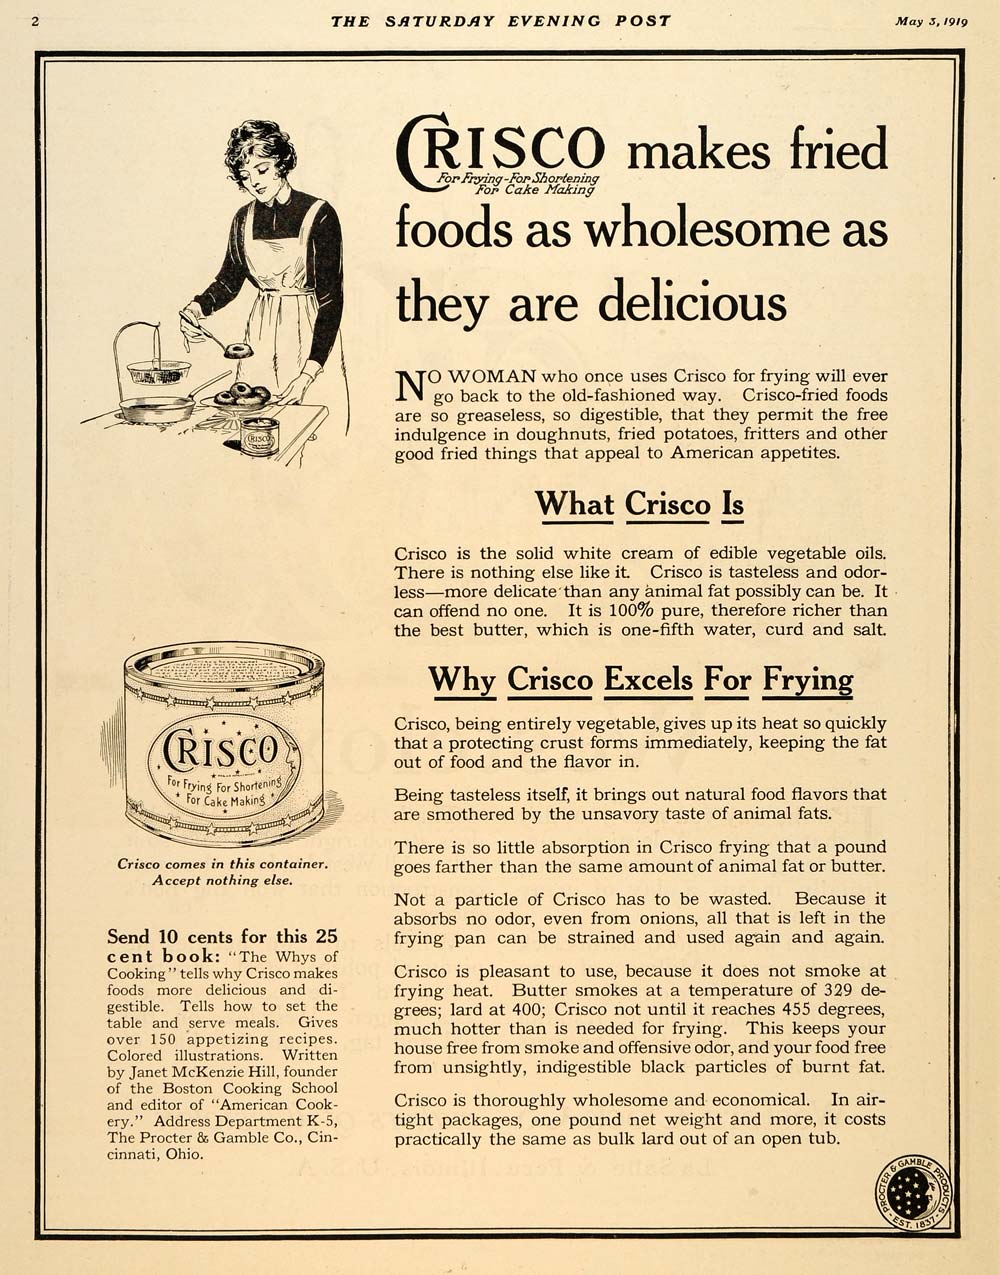 2
THE SATURDAY EVENING POST
May 3, 1919
CRISCO makes fried
For Frying-For Shortening
For Cake Making
foods as wholesome as
they are delicious
NO WOMAN who once uses Crisco for frying will ever
go back to the old-fashioned way. Crisco-fried foods
are so greaseless, so digestible, that they permit the free
indulgence in doughnuts, fried potatoes, fritters and other
good fried things that appeal to American appetites.
CRISCO
What Crisco Is
Crisco is the solid white cream of edible vegetable oils.
There is nothing else like it. Crisco is tasteless and odor-
less—more delicate than any animal fat possibly can be. It
can offend no one. It is 100% pure, therefore richer than
the best butter, which is one-fifth water, curd and salt.
Why Crisco Excels For Frying
Crisco, being entirely vegetable, gives up its heat so quickly
that a protecting crust forms immediately, keeping the fat
out of food and the flavor in.
Being tasteless itself, it brings out natural food flavors that
are smothered by the unsavory taste of animal fats.
There is so little absorption in Crisco frying that a pound
goes farther than the same amount of animal fat or butter.
Not a particle of Crisco has to be wasted. Because it
absorbs no odor, even from onions, all that is left in the
frying pan can be strained and used again and again.
Crisco is pleasant to use, because it does not smoke at
frying heat. Butter smokes at a temperature of 329 de-
grees; lard at 400; Crisco not until it reaches 455 degrees,
much hotter than is needed for frying. This keeps your
house free from smoke and offensive odor, and your food free
from unsightly, indigestible black particles of burnt fat.
Crisco is thoroughly wholesome and economical. In air-
tight packages, one pound net weight and more, it costs
practically the same as bulk lard out of an open tub.
CRISCO
For Frying For Shortening
For Cake Making
Crisco comes in this container.
Accept nothing else.
Send 10 cents for this 25
cent book: "The Whys of
Cooking" tells why Crisco makes
foods more delicious and di-
gestible. Tells how to set the
table and serve meals. Gives
over 150 appetizing recipes.
Colored illustrations. Written
by Janet McKenzie Hill, founder
of the Boston Cooking School
and editor of "American Cook-
ery." Address Department K-5,
The Procter & Gamble Co., Cin-
cinnati, Ohio.
PROCTER & GAMBLE PRODUCTS
EST. 1837